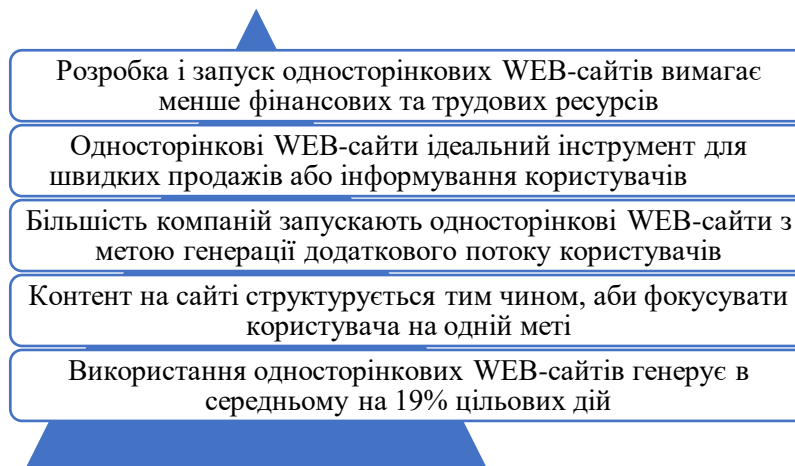 Розробка і запуск односторінкових WEB-сайтів вимагає
менше фінансових та трудових ресурсів
Односторінкові WEB-сайти ідеальний інструмент для
швидких продажів або інформування користувачів
Більшість компаній запускають односторінкові WEB-сайти з
метою генерації додаткового потоку користувачів
Контент на сайті структурується тим чином, аби фокусувати
користувача на одній меті
Використання односторінкових WEB-сайтів генерує в
середньому на 19% цільових дій